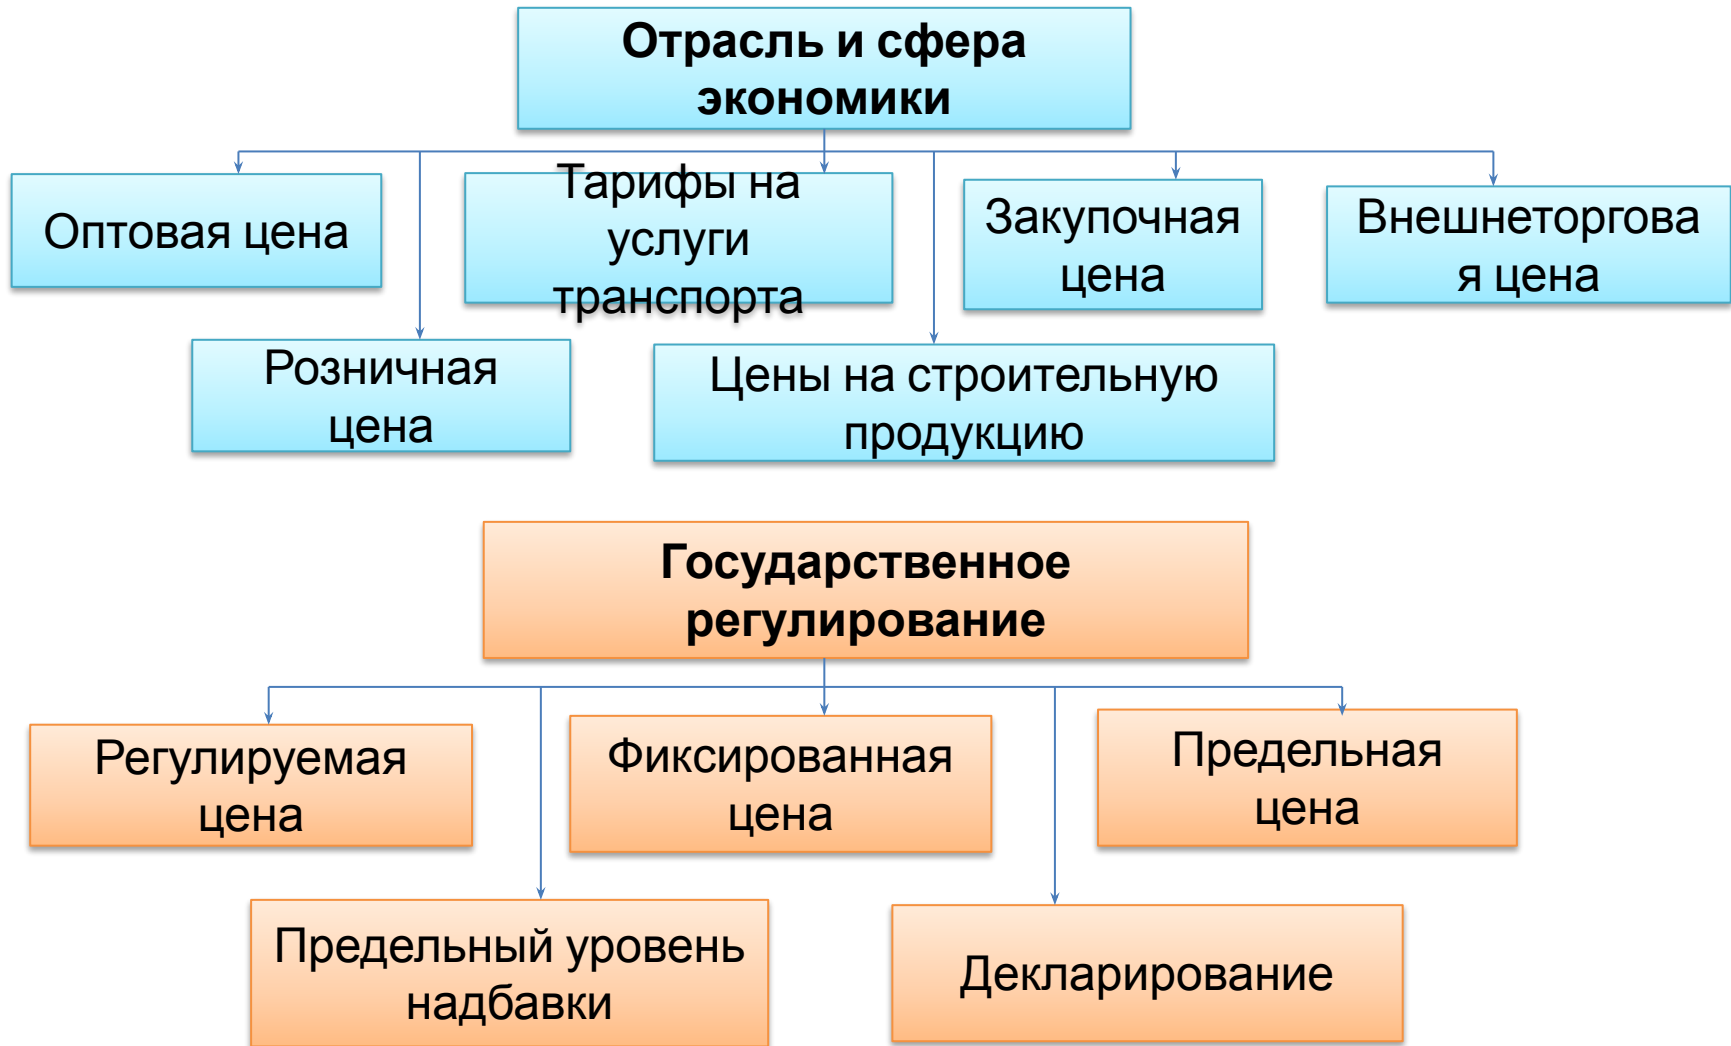 Отрасль и сфера
экономики
Оптовая цена
Тарифы на
услуги
транспорта
Закупочная
цена
Внешнеторгова
я цена
Розничная
цена
Цены на строительную
продукцию
Государственное
регулирование
Регулируемая
цена
Фиксированная
цена
Предельная
цена
Предельный уровень
надбавки
Декларирование